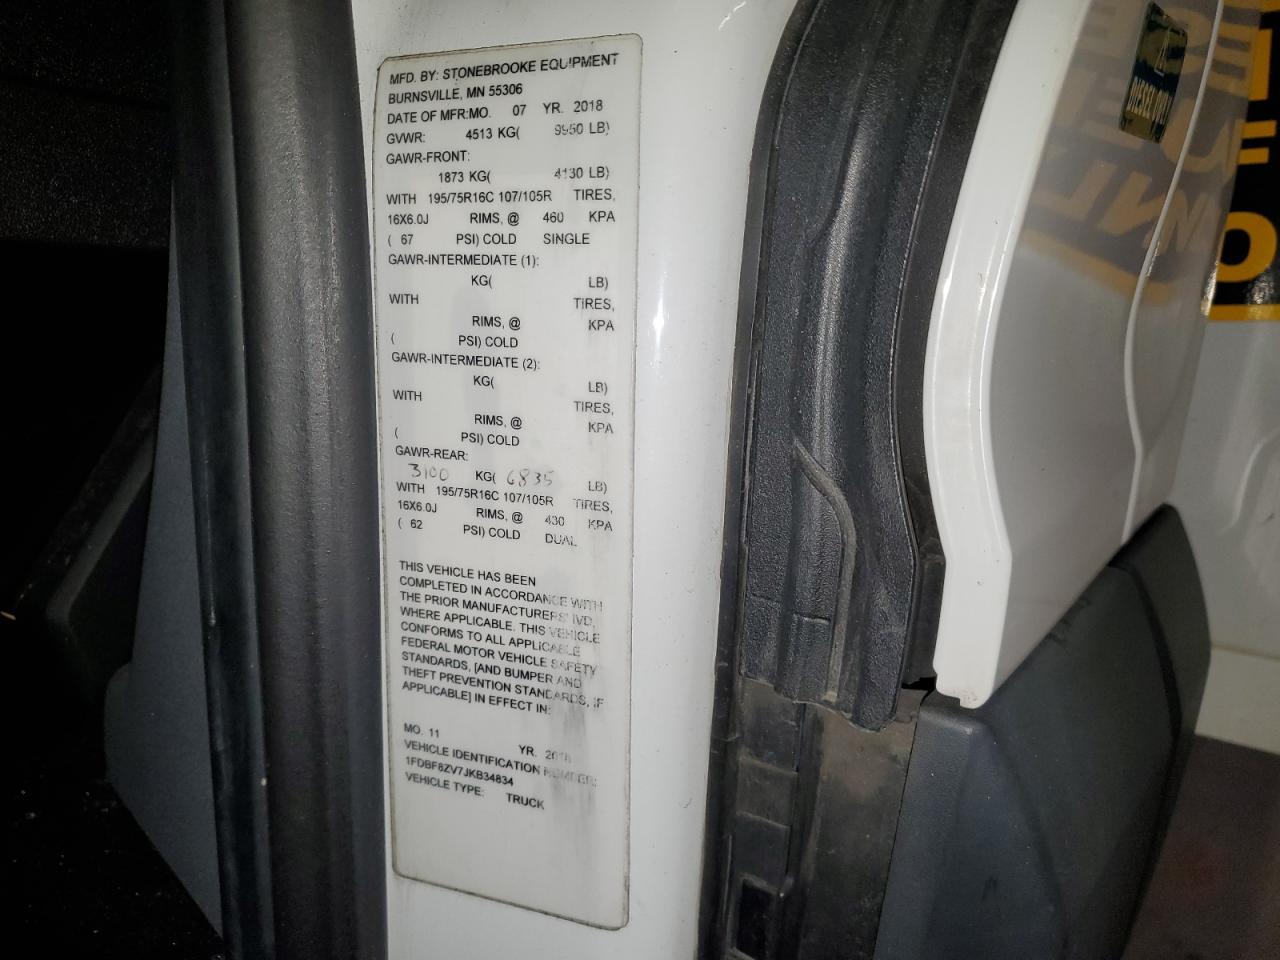 MFD. BY: STONEBROOKE EQUIPMENT
BURNSVILLE, MN 55306
DATE OF MFR:MO. 07 YR. 2018
GVWR: 4513 KG( 9950 LB)
GAWR-FRONT:
1873 KG( 4130 LB)
WITH 195/75R16C 107/105R TIRES,
16X6.0J RIMS, @ 460 KPA
( 67 PSI) COLD SINGLE
GAWR-INTERMEDIATE (1):
KG( LB)
WITH TIRES,
RIMS, @ KPA
( PSI) COLD
GAWR-INTERMEDIATE (2):
KG( LB)
WITH TIRES,
RIMS, @ KPA
( PSI) COLD
GAWR-REAR:
3100 KG( 6835 LB)
WITH 195/75R16C 107/105R TIRES,
16X6.0J RIMS, @ 430 KPA
( 62 PSI) COLD DUAL
THIS VEHICLE HAS BEEN
COMPLETED IN ACCORDANCE WITH
THE PRIOR MANUFACTURERS' IVD,
WHERE APPLICABLE. THIS VEHICLE
CONFORMS TO ALL APPLICABLE
FEDERAL MOTOR VEHICLE SAFETY
STANDARDS, [AND BUMPER AND
THEFT PREVENTION STANDARDS, IF
APPLICABLE] IN EFFECT IN:
MO. 11 YR. 2018
VEHICLE IDENTIFICATION NUMBER:
1FDBF8ZV7JKB34834
VEHICLE TYPE: TRUCK
DIESEL ONLY